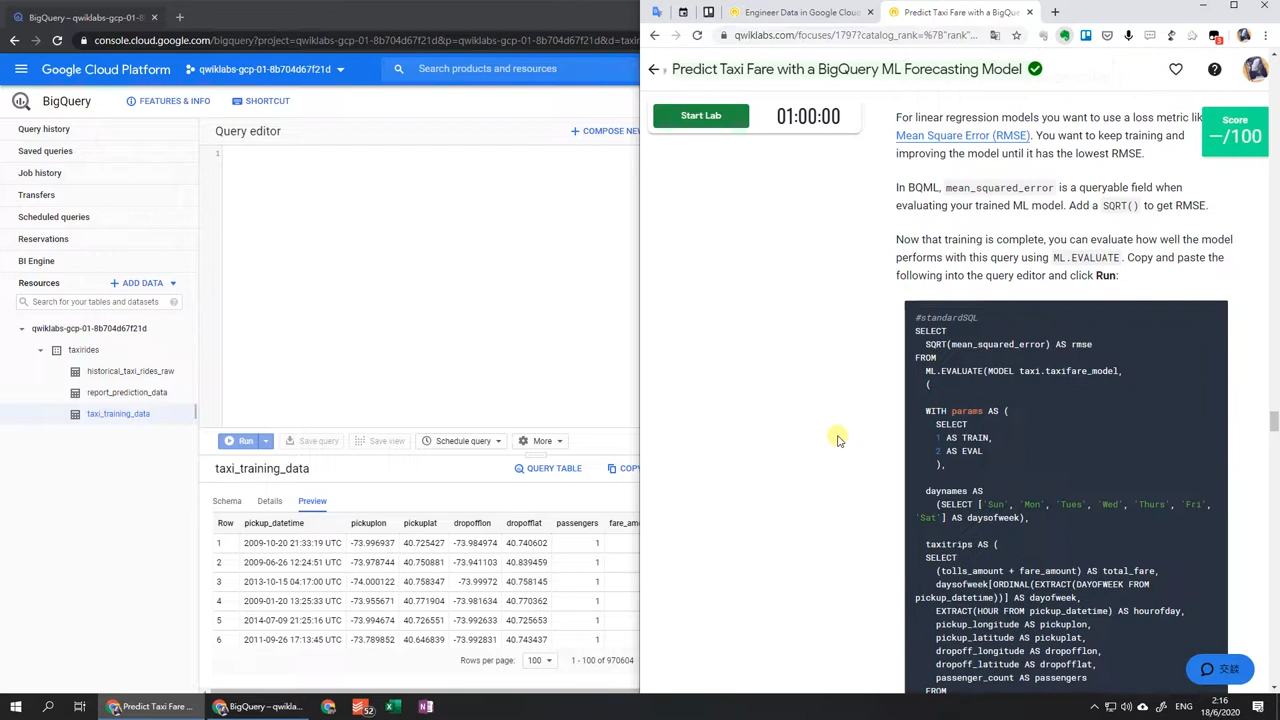 BigQuery – qwiklabs-gcp-01-8b
console.cloud.google.com/bigquery?project=qwiklabs-gcp-01-8b704d67f21d&d=taxir
Google Cloud Platform
qwiklabs-gcp-01-8b704d67f21d
Search products and resources
BigQuery
FEATURES & INFO
SHORTCUT
Query history
Saved queries
Job history
Transfers
Scheduled queries
Reservations
BI Engine
Resources
ADD DATA
Search for your tables and datasets
qwiklabs-gcp-01-8b704d67f21d
taxirides
historical_taxi_rides_raw
report_prediction_data
taxi_training_data
Query editor
COMPOSE NEW
1
Run
Save query
Save view
Schedule query
More
taxi_training_data
QUERY TABLE
COPY
Schema
Details
Preview
Row pickup_datetime pickuplon pickuplat dropofflon dropofflat passengers fare_amo
1 2009-10-20 21:33:19 UTC -73.996937 40.725427 -73.984974 40.740602 1
2 2009-06-26 12:24:51 UTC -73.978744 40.750881 -73.941103 40.839459 1
3 2013-10-15 04:17:00 UTC -74.000122 40.758347 -73.99972 40.758145 1
4 2009-01-20 13:25:33 UTC -73.955671 40.771904 -73.981634 40.770362 1
5 2014-07-09 21:25:16 UTC -73.994674 40.726551 -73.992633 40.725653 1
6 2011-09-26 17:13:45 UTC -73.789852 40.646839 -73.992831 40.743437 1
Rows per page: 100 1 - 100 of 970604
Engineer Data in Google Cloud
Predict Taxi Fare with a BigQu
qwiklabs.com/focuses/1797?catalog_rank=%7B"rank"...
3
Predict Taxi Fare with a BigQuery ML Forecasting Model
Start Lab
01:00:00
Score
–/100
For linear regression models you want to use a loss metric lik
Mean Square Error (RMSE). You want to keep training and
improving the model until it has the lowest RMSE.
In BQML, mean_squared_error is a queryable field when
evaluating your trained ML model. Add a SQRT() to get RMSE.
Now that training is complete, you can evaluate how well the model
performs with this query using ML.EVALUATE. Copy and paste the
following into the query editor and click Run:
#standardSQL
SELECT
SQRT(mean_squared_error) AS rmse
FROM
ML.EVALUATE(MODEL taxi.taxifare_model,
(
WITH params AS (
SELECT
1 AS TRAIN,
2 AS EVAL
),
daynames AS
(SELECT ['Sun', 'Mon', 'Tues', 'Wed', 'Thurs', 'Fri',
'Sat'] AS daysofweek),
taxitrips AS (
SELECT
(tolls_amount + fare_amount) AS total_fare,
daysofweek[ORDINAL(EXTRACT(DAYOFWEEK FROM
pickup_datetime))] AS dayofweek,
EXTRACT(HOUR FROM pickup_datetime) AS hourofday,
pickup_longitude AS pickuplon,
pickup_latitude AS pickuplat,
dropoff_longitude AS dropofflon,
dropoff_latitude AS dropofflat,
passenger_count AS passengers
FROM
交談
Predict Taxi Fare ...
BigQuery – qwikla...
52
ENG
2:16
18/6/2020